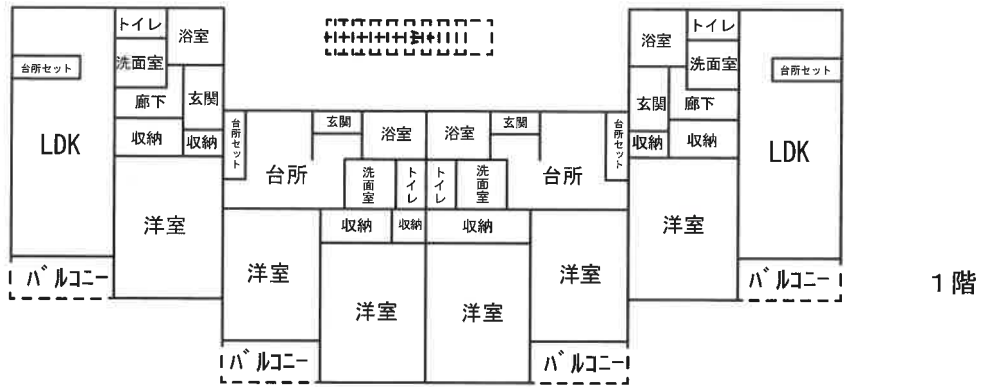 トイレ
浴室
洗面室
台所セット
廊下
玄関
収納
収納
LDK
洋室
バルコニー
台所セット
玄関
浴室
台所
洗面室
トイレ
収納
収納
洋室
洋室
バルコニー
浴室
玄関
台所セット
トイレ
洗面室
台所
収納
洋室
洋室
バルコニー
浴室
トイレ
洗面室
台所セット
玄関
廊下
収納
収納
LDK
洋室
バルコニー
1階